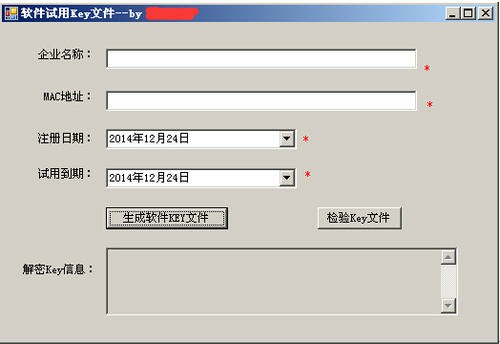 软件试用Key文件--by
企业名称：
*
MAC地址：
*
注册日期： 2014年12月24日 *
试用到期： 2014年12月24日 *
生成软件KEY文件 检验Key文件
解密Key信息：